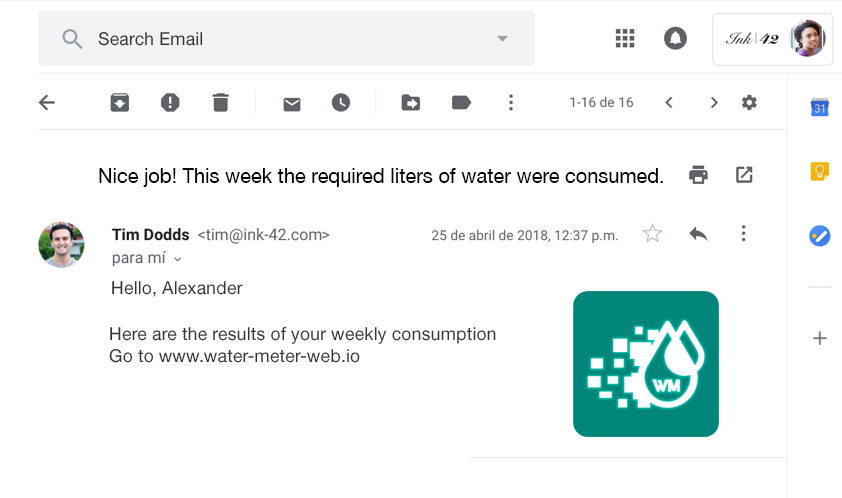 Search Email
Ink 42
1-16 de 16
31
Nice job! This week the required liters of water were consumed.
Tim Dodds <tim@ink-42.com>
25 de abril de 2018, 12:37 p.m.
para mí
Hello, Alexander
Here are the results of your weekly consumption
Go to www.water-meter-web.io
WM